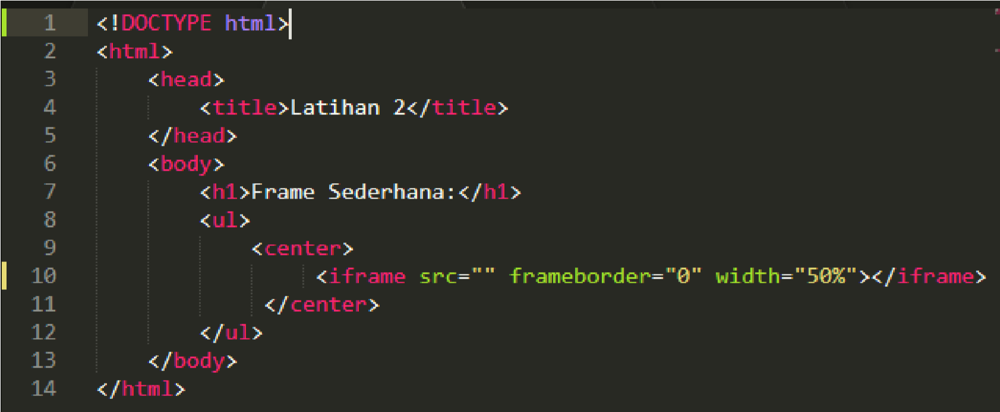 1 <!DOCTYPE html>
2 <html>
3 <head>
4 <title>Latihan 2</title>
5 </head>
6 <body>
7 <h1>Frame Sederhana:</h1>
8 <ul>
9 <center>
10 <iframe src="" frameborder="0" width="50%"></iframe>
11 </center>
12 </ul>
13 </body>
14 </html>